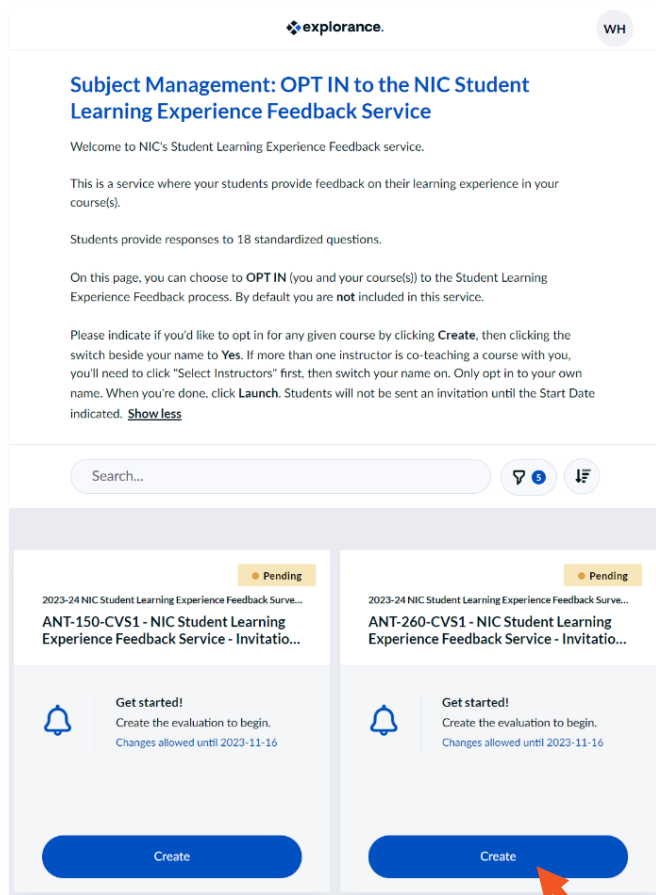 explorance.
WH
Subject Management: OPT IN to the NIC Student
Learning Experience Feedback Service
Welcome to NIC's Student Learning Experience Feedback service.
This is a service where your students provide feedback on their learning experience in your
course(s).
Students provide responses to 18 standardized questions.
On this page, you can choose to OPT IN (you and your course(s)) to the Student Learning
Experience Feedback process. By default you are not included in this service.
Please indicate if you'd like to opt in for any given course by clicking Create, then clicking the
switch beside your name to Yes. If more than one instructor is co-teaching a course with you,
you'll need to click "Select Instructors" first, then switch your name on. Only opt in to your own
name. When you're done, click Launch. Students will not be sent an invitation until the Start Date
indicated. Show less
Search...
5
Pending
2023-24 NIC Student Learning Experience Feedback Surve...
ANT-150-CVS1 - NIC Student Learning
Experience Feedback Service - Invitatio...
Get started!
Create the evaluation to begin.
Changes allowed until 2023-11-16
Create
Pending
2023-24 NIC Student Learning Experience Feedback Surve...
ANT-260-CVS1 - NIC Student Learning
Experience Feedback Service - Invitatio...
Get started!
Create the evaluation to begin.
Changes allowed until 2023-11-16
Create